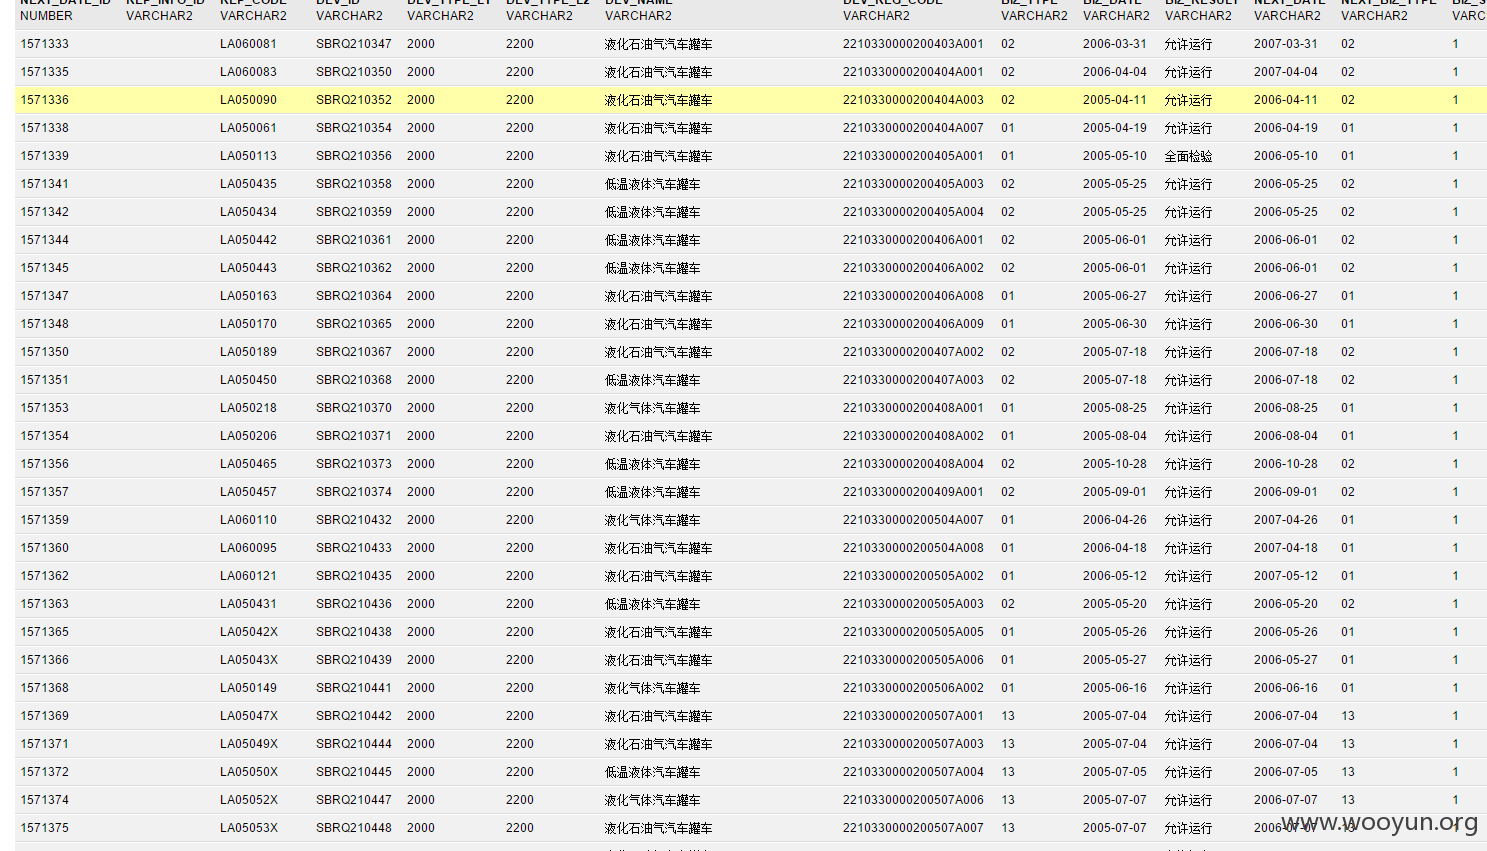 NEXT_DATE_ID REP_INFO_ID REP_CODE DEV_ID DEV_TYPE_L1 DEV_TYPE_L2 DEV_NAME DEV_REG_CODE BIZ_TYPE BIZ_DATE BIZ_RESULT NEXT_DATE NEXT_BIZ_TYPE BIZ_S
NUMBER VARCHAR2 VARCHAR2 VARCHAR2 VARCHAR2 VARCHAR2 VARCHAR2 VARCHAR2 VARCHAR2 VARCHAR2 VARCHAR2 VARCHAR2 VARCHAR2 VARC
1571333 LA060081 SBRQ210347 2000 2200 液化石油气汽车罐车 2210330000200403A001 02 2006-03-31 允许运行 2007-03-31 02 1
1571335 LA060083 SBRQ210350 2000 2200 液化石油气汽车罐车 2210330000200404A001 02 2006-04-04 允许运行 2007-04-04 02 1
1571336 LA050090 SBRQ210352 2000 2200 液化石油气汽车罐车 2210330000200404A003 02 2005-04-11 允许运行 2006-04-11 02 1
1571338 LA050061 SBRQ210354 2000 2200 液化石油气汽车罐车 2210330000200404A007 01 2005-04-19 允许运行 2006-04-19 01 1
1571339 LA050113 SBRQ210356 2000 2200 液化石油气汽车罐车 2210330000200405A001 01 2005-05-10 全面检验 2006-05-10 01 1
1571341 LA050435 SBRQ210358 2000 2200 低温液体汽车罐车 2210330000200405A003 02 2005-05-25 允许运行 2006-05-25 02 1
1571342 LA050434 SBRQ210359 2000 2200 低温液体汽车罐车 2210330000200405A004 02 2005-05-25 允许运行 2006-05-25 02 1
1571344 LA050442 SBRQ210361 2000 2200 低温液体汽车罐车 2210330000200406A001 02 2005-06-01 允许运行 2006-06-01 02 1
1571345 LA050443 SBRQ210362 2000 2200 低温液体汽车罐车 2210330000200406A002 02 2005-06-01 允许运行 2006-06-01 02 1
1571347 LA050163 SBRQ210364 2000 2200 液化石油气汽车罐车 2210330000200406A008 01 2005-06-27 允许运行 2006-06-27 01 1
1571348 LA050170 SBRQ210365 2000 2200 液化石油气汽车罐车 2210330000200406A009 01 2005-06-30 允许运行 2006-06-30 01 1
1571350 LA050189 SBRQ210367 2000 2200 液化石油气汽车罐车 2210330000200407A002 02 2005-07-18 允许运行 2006-07-18 02 1
1571351 LA050450 SBRQ210368 2000 2200 低温液体汽车罐车 2210330000200407A003 02 2005-07-18 允许运行 2006-07-18 02 1
1571353 LA050218 SBRQ210370 2000 2200 液化气体汽车罐车 2210330000200408A001 01 2005-08-25 允许运行 2006-08-25 01 1
1571354 LA050206 SBRQ210371 2000 2200 液化石油气汽车罐车 2210330000200408A002 01 2005-08-04 允许运行 2006-08-04 01 1
1571356 LA050465 SBRQ210373 2000 2200 低温液体汽车罐车 2210330000200408A004 02 2005-10-28 允许运行 2006-10-28 02 1
1571357 LA050457 SBRQ210374 2000 2200 低温液体汽车罐车 2210330000200409A001 02 2005-09-01 允许运行 2006-09-01 02 1
1571359 LA060110 SBRQ210432 2000 2200 液化气体汽车罐车 2210330000200504A007 01 2006-04-26 允许运行 2007-04-26 01 1
1571360 LA060095 SBRQ210433 2000 2200 液化石油气汽车罐车 2210330000200504A008 01 2006-04-18 允许运行 2007-04-18 01 1
1571362 LA060121 SBRQ210435 2000 2200 液化石油气汽车罐车 2210330000200505A002 01 2006-05-12 允许运行 2007-05-12 01 1
1571363 LA050431 SBRQ210436 2000 2200 低温液体汽车罐车 2210330000200505A003 02 2005-05-20 允许运行 2006-05-20 02 1
1571365 LA05042X SBRQ210438 2000 2200 液化石油气汽车罐车 2210330000200505A005 01 2005-05-26 允许运行 2006-05-26 01 1
1571366 LA05043X SBRQ210439 2000 2200 液化石油气汽车罐车 2210330000200505A006 01 2005-05-27 允许运行 2006-05-27 01 1
1571368 LA050149 SBRQ210441 2000 2200 液化气体汽车罐车 2210330000200506A002 01 2005-06-16 允许运行 2006-06-16 01 1
1571369 LA05047X SBRQ210442 2000 2200 液化石油气汽车罐车 2210330000200507A001 13 2005-07-04 允许运行 2006-07-04 13 1
1571371 LA05049X SBRQ210444 2000 2200 液化石油气汽车罐车 2210330000200507A003 13 2005-07-04 允许运行 2006-07-04 13 1
1571372 LA05050X SBRQ210445 2000 2200 低温液体汽车罐车 2210330000200507A004 13 2005-07-05 允许运行 2006-07-05 13 1
1571374 LA05052X SBRQ210447 2000 2200 液化气体汽车罐车 2210330000200507A006 13 2005-07-07 允许运行 2006-07-07 13 1
1571375 LA05053X SBRQ210448 2000 2200 液化石油气汽车罐车 2210330000200507A007 13 2005-07-07 允许运行 2006-07-07 13 1
www.wooyun.org